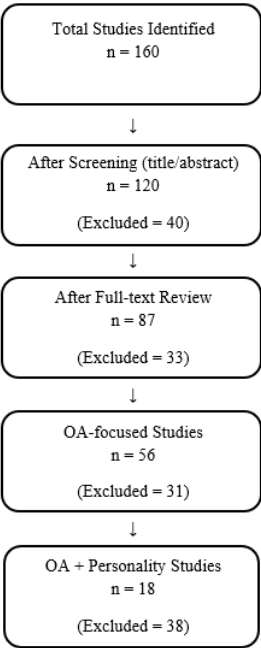 Total Studies Identified
n = 160
↓
After Screening (title/abstract)
n = 120
(Excluded = 40)
↓
After Full-text Review
n = 87
(Excluded = 33)
↓
OA-focused Studies
n = 56
(Excluded = 31)
↓
OA + Personality Studies
n = 18
(Excluded = 38)